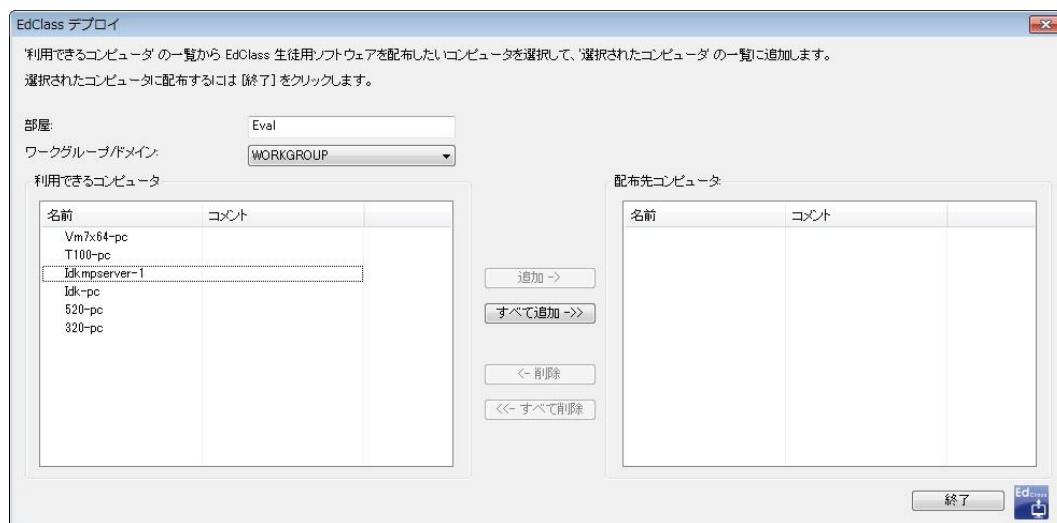 EdClass デプロイ
'利用できるコンピュータ' の一覧から EdClass 生徒用ソフトウェアを配布したいコンピュータを選択して、'選択されたコンピュータ' の一覧に追加します。
選択されたコンピュータに配布するには [終了] をクリックします。
部屋: Eval
ワークグループ/ドメイン: WORKGROUP
利用できるコンピュータ
配布先コンピュータ
名前 コメント
名前 コメント
Vm7x64-pc
T100-pc
Idkmpserver-1
Idk-pc
520-pc
320-pc
追加 ->
すべて追加 ->>
<- 削除
<<- すべて削除
終了
EdClass